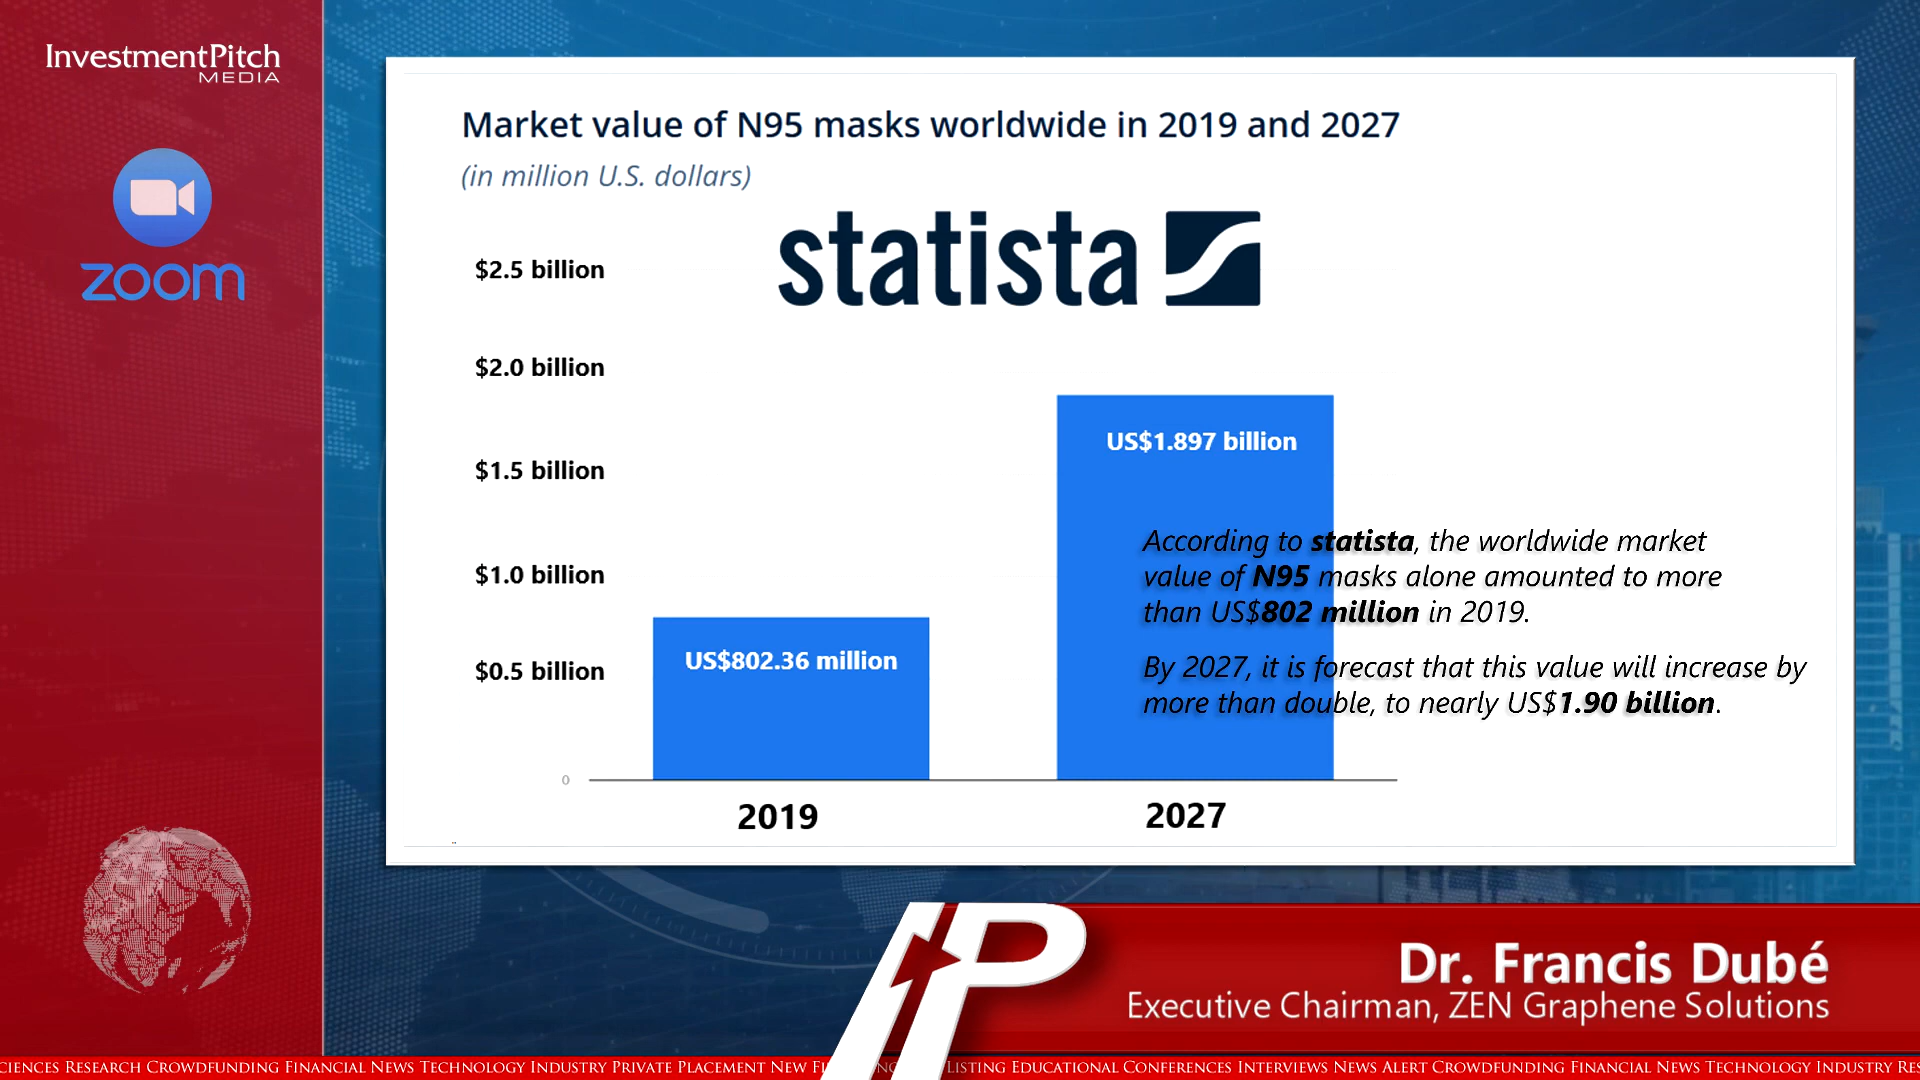 InvestmentPitch
MEDIA
zoom
Market value of N95 masks worldwide in 2019 and 2027
(in million U.S. dollars)
statista
$2.5 billion
$2.0 billion
$1.5 billion
$1.0 billion
$0.5 billion
0
US$802.36 million
US$1.897 billion
According to statista, the worldwide market
value of N95 masks alone amounted to more
than US$802 million in 2019.
By 2027, it is forecast that this value will increase by
more than double, to nearly US$1.90 billion.
2019
2027
IP
Dr. Francis Dubé
Executive Chairman, ZEN Graphene Solutions
RESEARCH CROWDFUNDING FINANCIAL NEWS TECHNOLOGY INDUSTRY PRIVATE PLACEMENT NEW LISTING EDUCATIONAL CONFERENCES INTERVIEWS NEWS ALERT CROWDFUNDING FINANCIAL NEWS TECHNOLOGY INDUSTRY